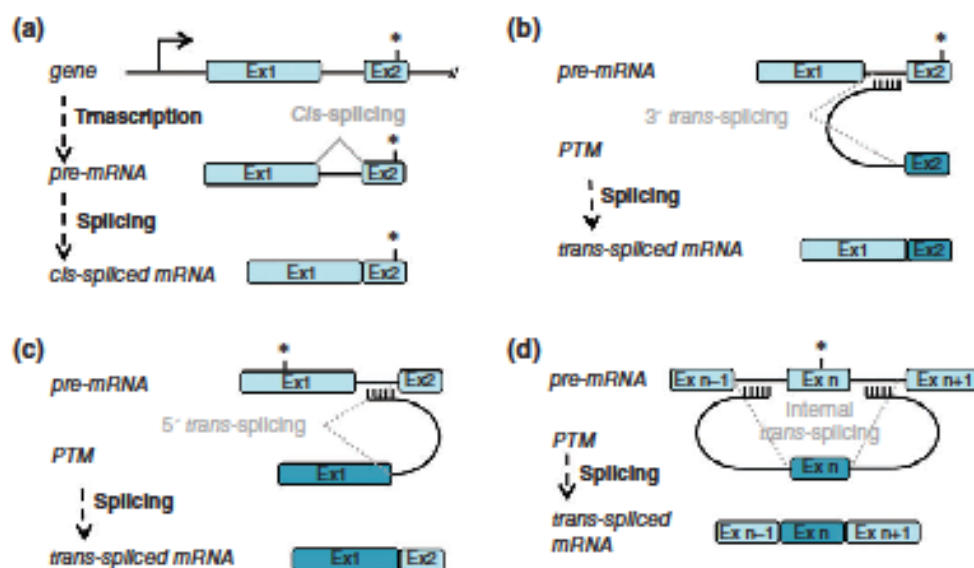 (a)
*
gene
Ex1
Ex2
Trnascription
Cis-splicing
*
pre-mRNA
Ex1
Ex2
Splicing
*
cis-spliced mRNA
Ex1
Ex2
(b)
*
pre-mRNA
Ex1
Ex2
3' trans-splicing
PTM
Ex2
Splicing
trans-spliced mRNA
Ex1
Ex2
(c)
*
pre-mRNA
Ex1
Ex2
5' trans-splicing
PTM
Ex1
Splicing
trans-spliced mRNA
Ex1
Ex2
(d)
*
pre-mRNA
Ex n–1
Ex n
Ex n+1
Internal
trans-splicing
PTM
Ex n
Splicing
trans-spliced
mRNA
Ex n–1
Ex n
Ex n+1